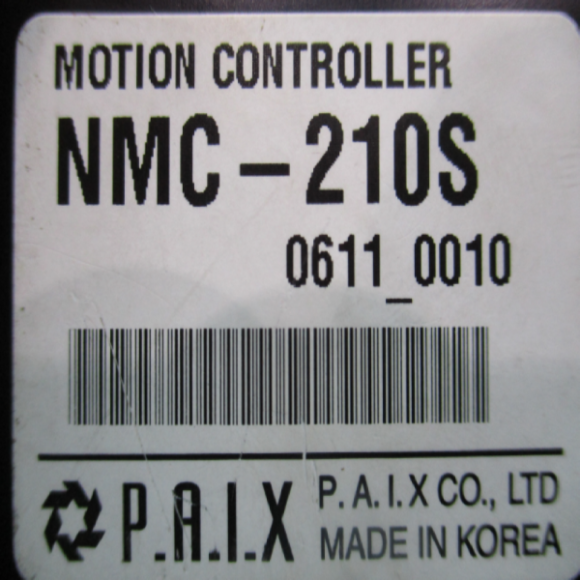 MOTION CONTROLLER
NMC-210S
0611_0010
P.A.I.X
P. A. I. X CO., LTD
MADE IN KOREA